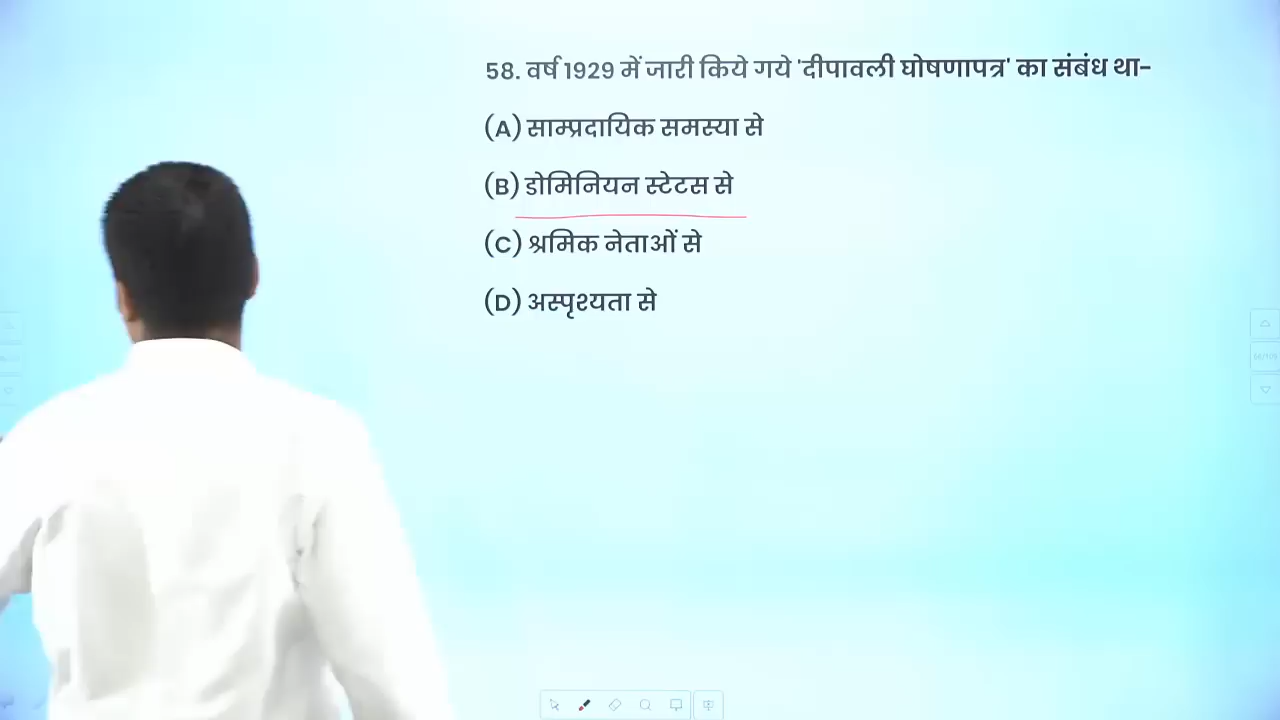 58. वर्ष 1929 में जारी किये गये 'दीपावली घोषणापत्र' का संबंध था-
(A) साम्प्रदायिक समस्या से
(B) डोमिनियन स्टेटस से
(C) श्रमिक नेताओं से
(D) अस्पृश्यता से